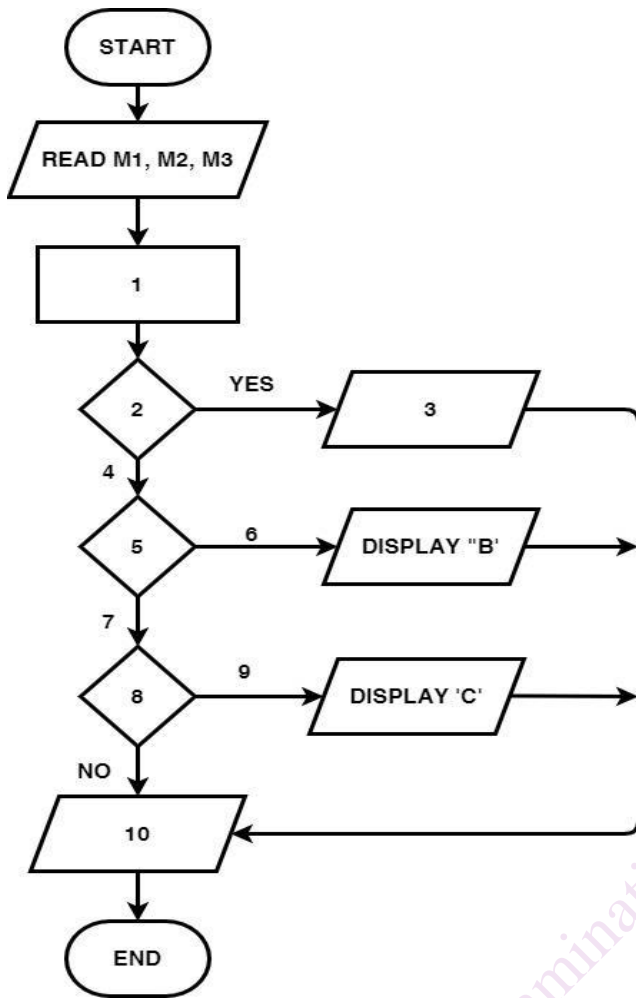 START
READ M1, M2, M3
1
2
YES
3
4
5
6
DISPLAY "B'
7
8
9
DISPLAY 'C'
NO
10
END